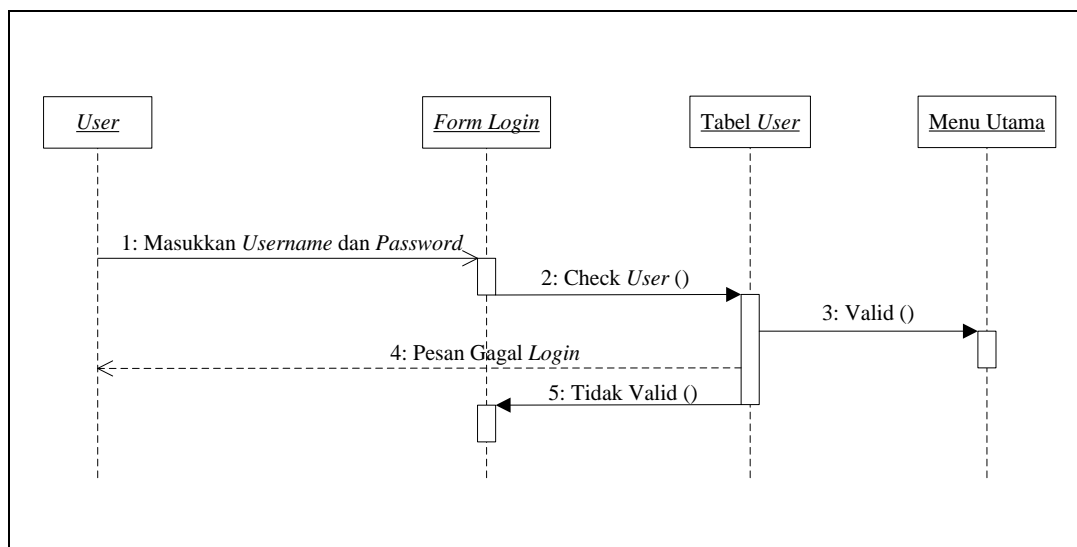 User
Form Login
Tabel User
Menu Utama
1: Masukkan Username dan Password
2: Check User ()
3: Valid ()
4: Pesan Gagal Login
5: Tidak Valid ()